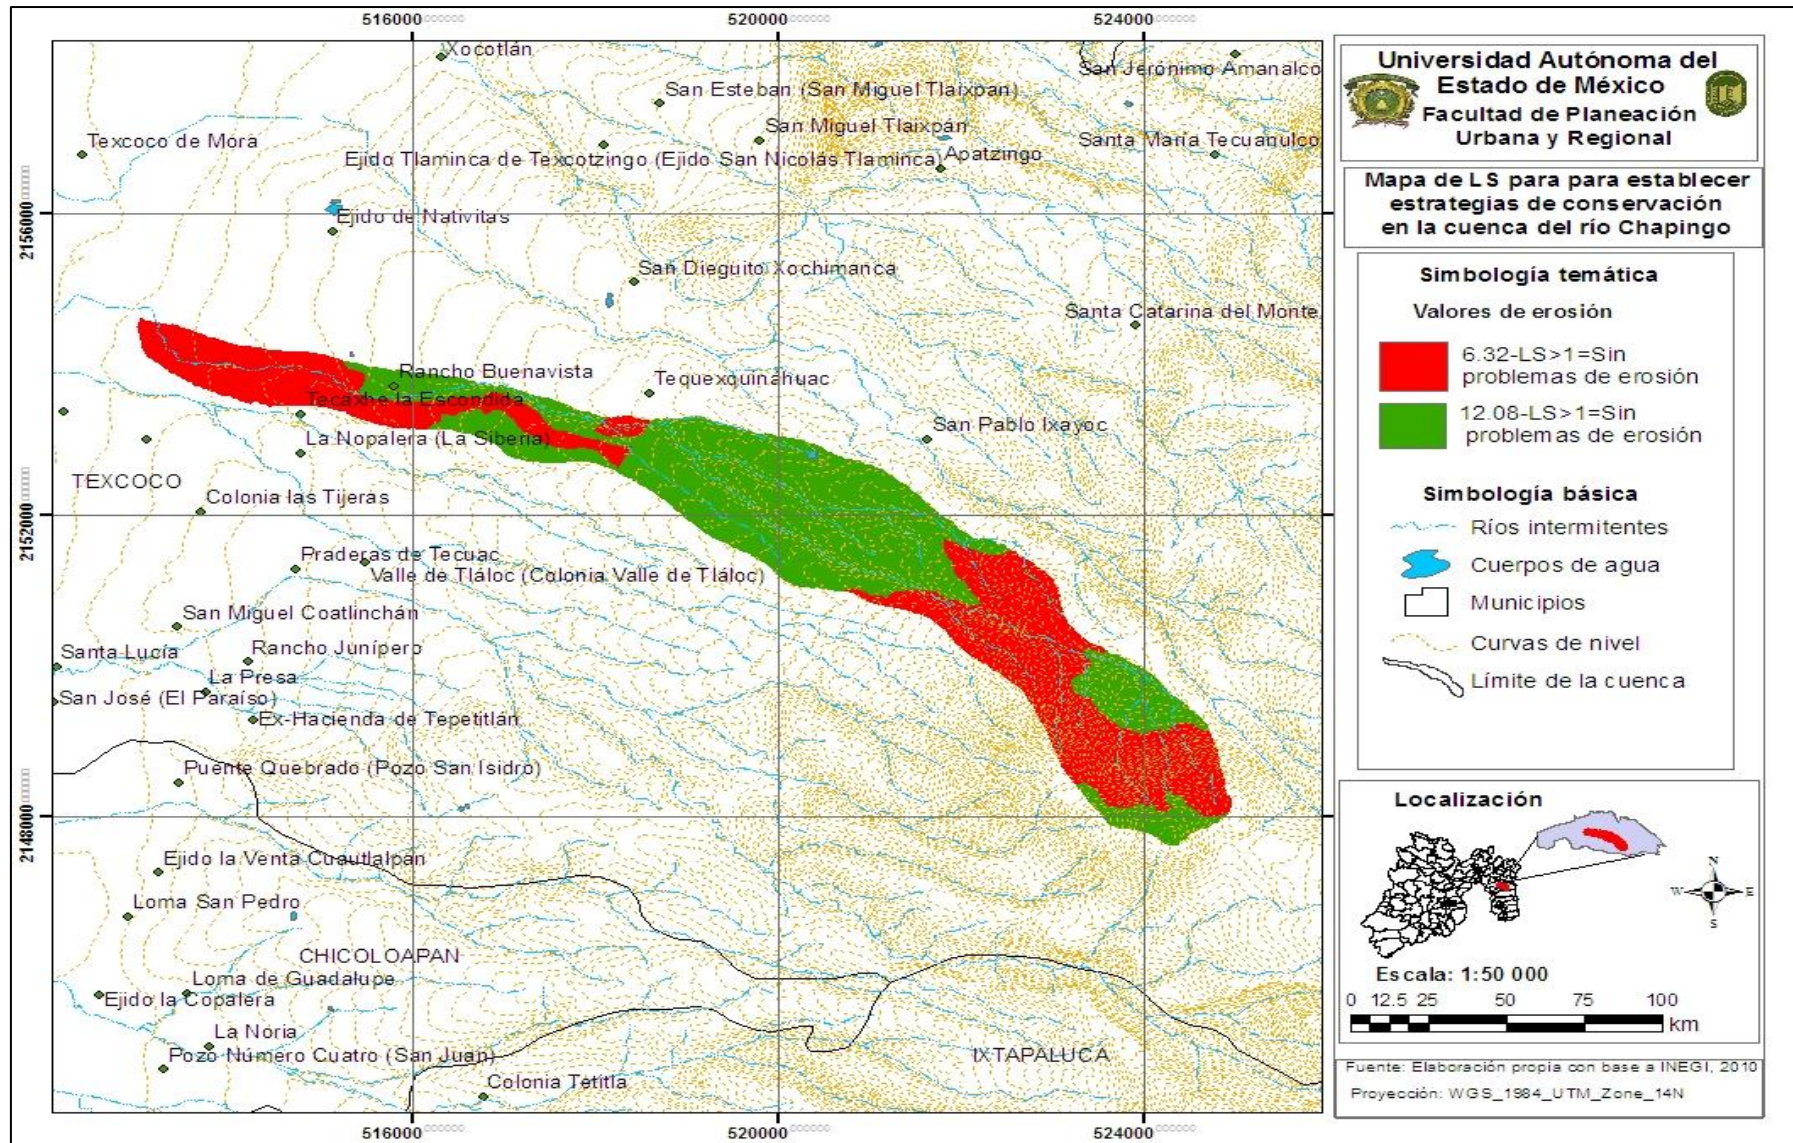 516000
520000
524000
Xocotlán
San Jerónimo Amanalco
San Esteban (San Miguel Tlaixpan)
San Miguel Tlaixpán
Santa María Tecuanulco
Texcoco de Mora
Ejido Tlaminca de Texcotzingo (Ejido San Nicolás Tlaminca)
Apatzingo
2156000
Ejido de Nativitas
San Dieguito Xochimanca
Santa Catarina del Monte
Rancho Buenavista
Tequexquináhuac
Tecaxhe la Escondida
San Pablo Ixayoc
La Nopalera (La Siberia)
TEXCOCO
Colonia las Tijeras
2152000
Praderas de Tecuac
Valle de Tláloc (Colonia Valle de Tláloc)
San Miguel Coatlinchán
Santa Lucía
Rancho Junípero
La Presa
San José (El Paraíso)
Ex-Hacienda de Tepetitlán
Puente Quebrado (Pozo San Isidro)
2148000
Ejido la Venta Cuautlalpan
Loma San Pedro
CHICOLOAPAN
Loma de Guadalupe
Ejido la Copalera
La Noria
Pozo Número Cuatro (San Juan)
IXTAPALUCA
Colonia Tetitla
516000
520000
524000
Universidad Autónoma del
Estado de México
Facultad de Planeación
Urbana y Regional
Mapa de LS para para establecer
estrategias de conservación
en la cuenca del río Chapingo
Simbología temática
Valores de erosión
6.32-LS>1=Sin
problemas de erosión
12.08-LS>1=Sin
problemas de erosión
Simbología básica
Ríos intermitentes
Cuerpos de agua
Municipios
Curvas de nivel
Límite de la cuenca
Localización
N
W
E
S
Escala: 1:50 000
0 12.5 25 50 75 100
km
Fuente: Elaboración propia con base a INEGI, 2010
Proyección: WGS_1984_UTM_Zone_14N